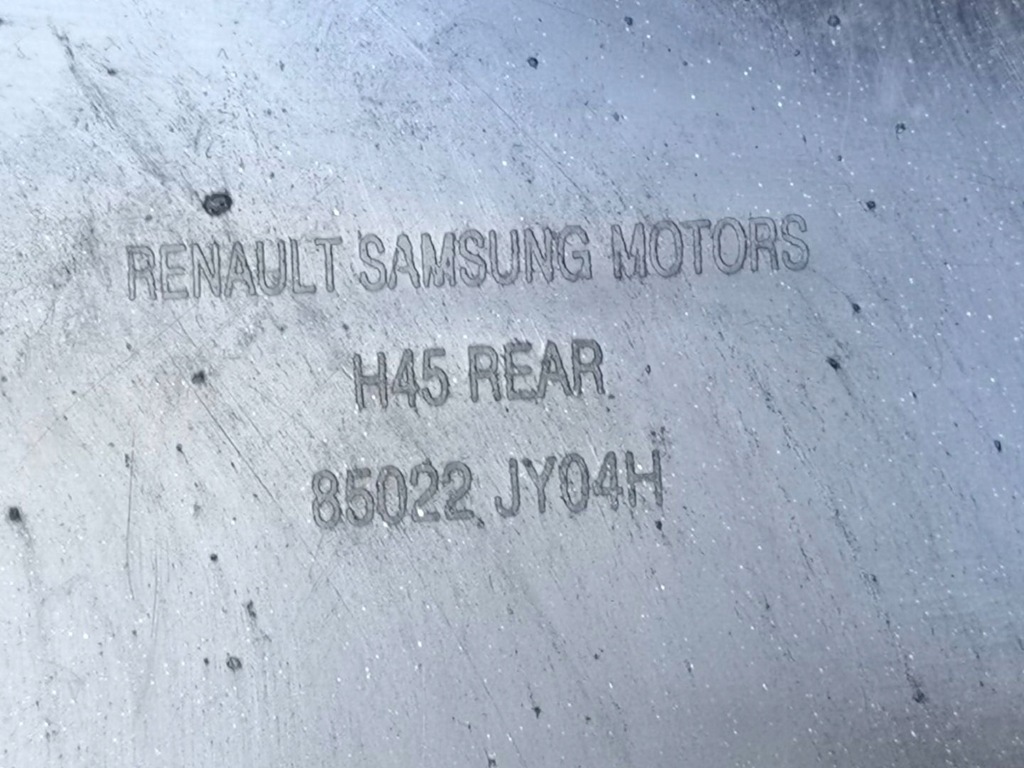 RENAULT SAMSUNG MOTORS
H45 REAR
85022 JY04H